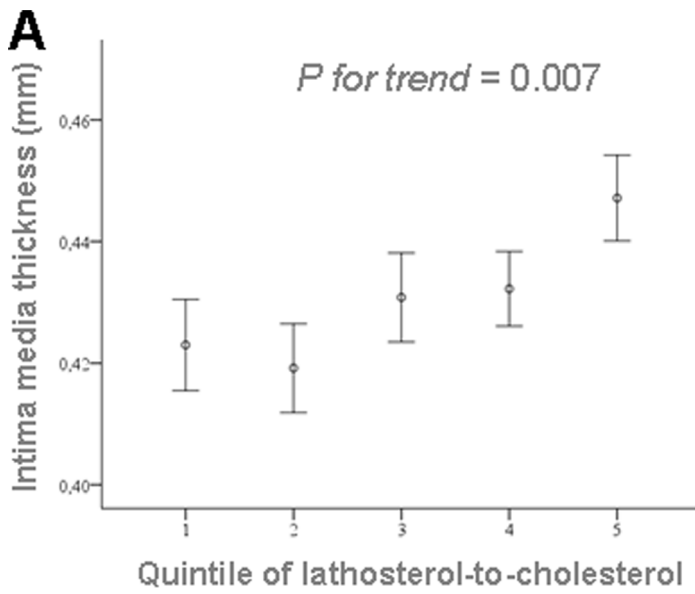 A
P for trend = 0.007
Intima media thickness (mm)
0,46
0,44
0,42
0,40
1 2 3 4 5
Quintile of lathosterol-to-cholesterol